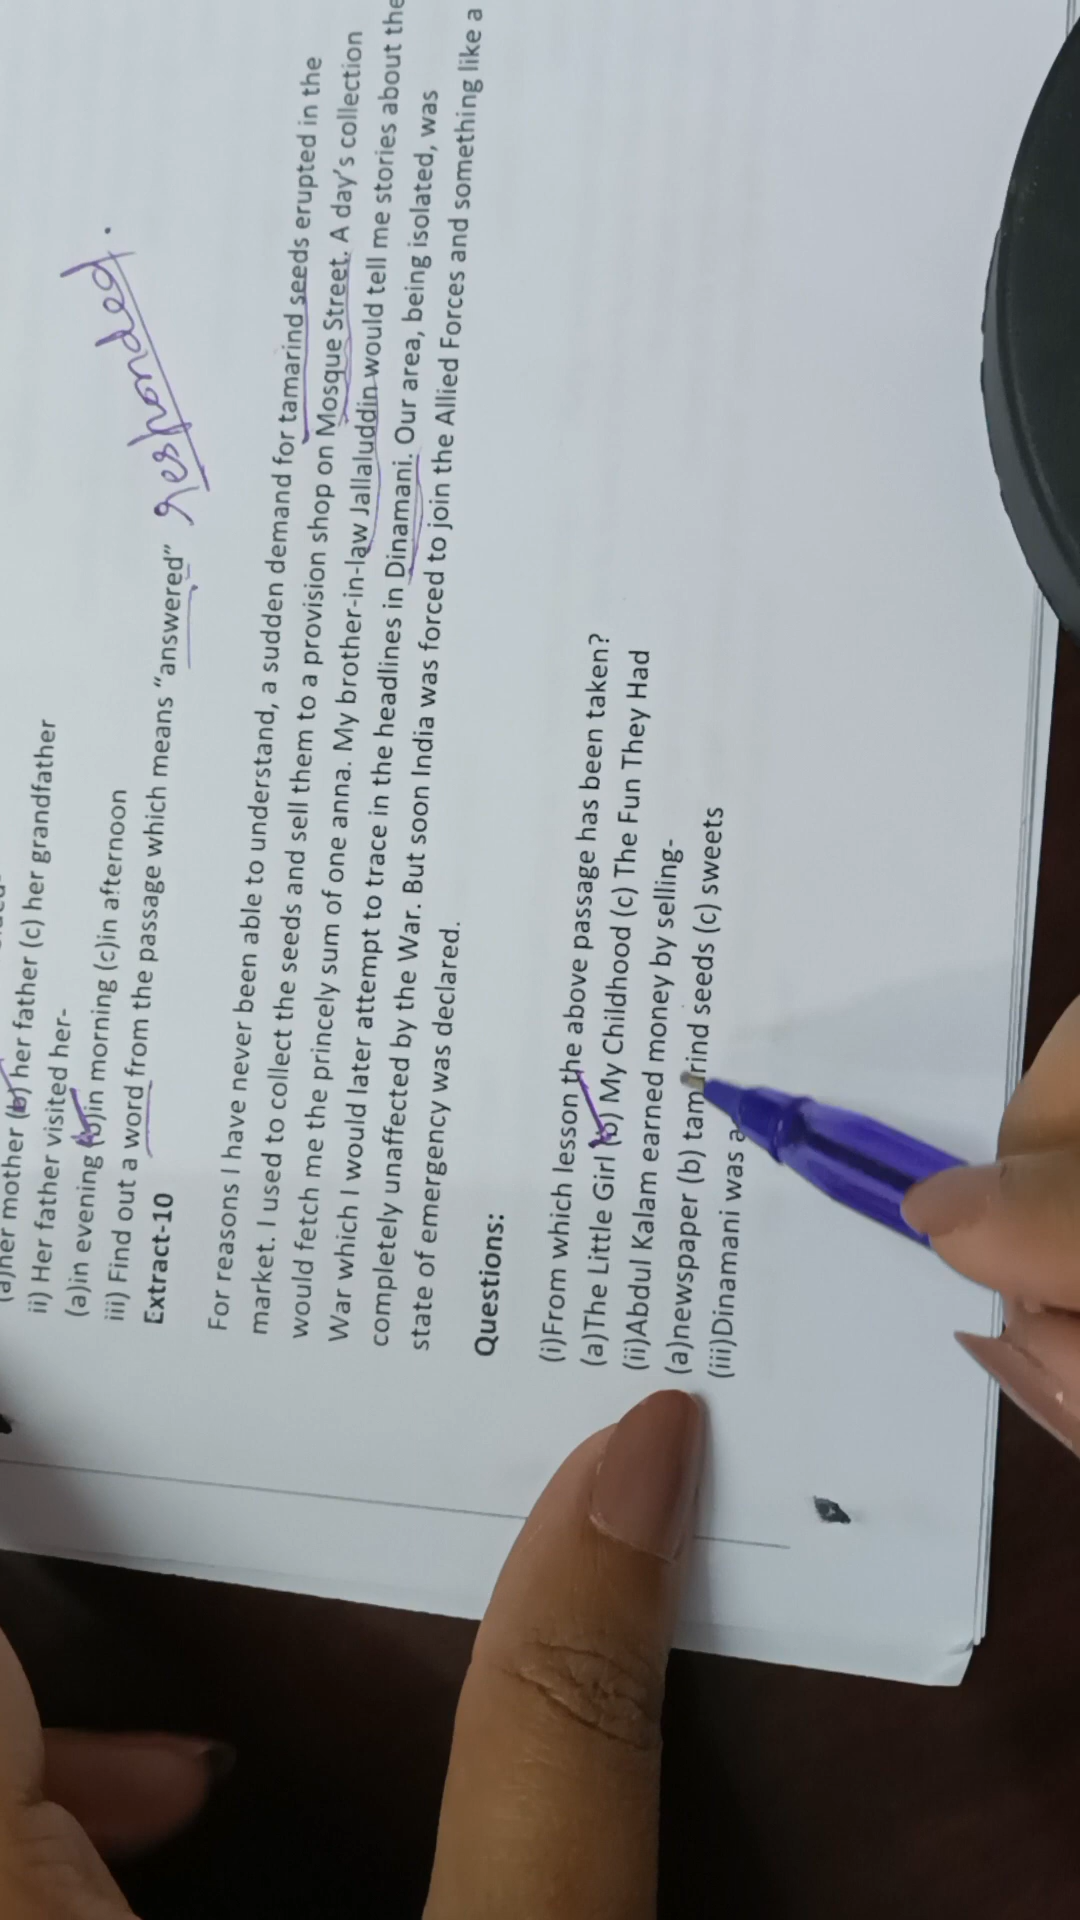 (a)her mother (b) her father (c) her grandfather
ii) Her father visited her-
(a)in evening (b)in morning (c)in afternoon
iii) Find out a word from the passage which means “answered” responded.
Extract-10
For reasons I have never been able to understand, a sudden demand for tamarind seeds erupted in the
market. I used to collect the seeds and sell them to a provision shop on Mosque Street. A day's collection
would fetch me the princely sum of one anna. My brother-in-law Jallaluddin would tell me stories about the
War which I would later attempt to trace in the headlines in Dinamani. Our area, being isolated, was
completely unaffected by the War. But soon India was forced to join the Allied Forces and something like a
state of emergency was declared.
Questions:
(i)From which lesson the above passage has been taken?
(a)The Little Girl (b) My Childhood (c) The Fun They Had
(ii)Abdul Kalam earned money by selling-
(a)newspaper (b) tamarind seeds (c) sweets
(iii)Dinamani was a